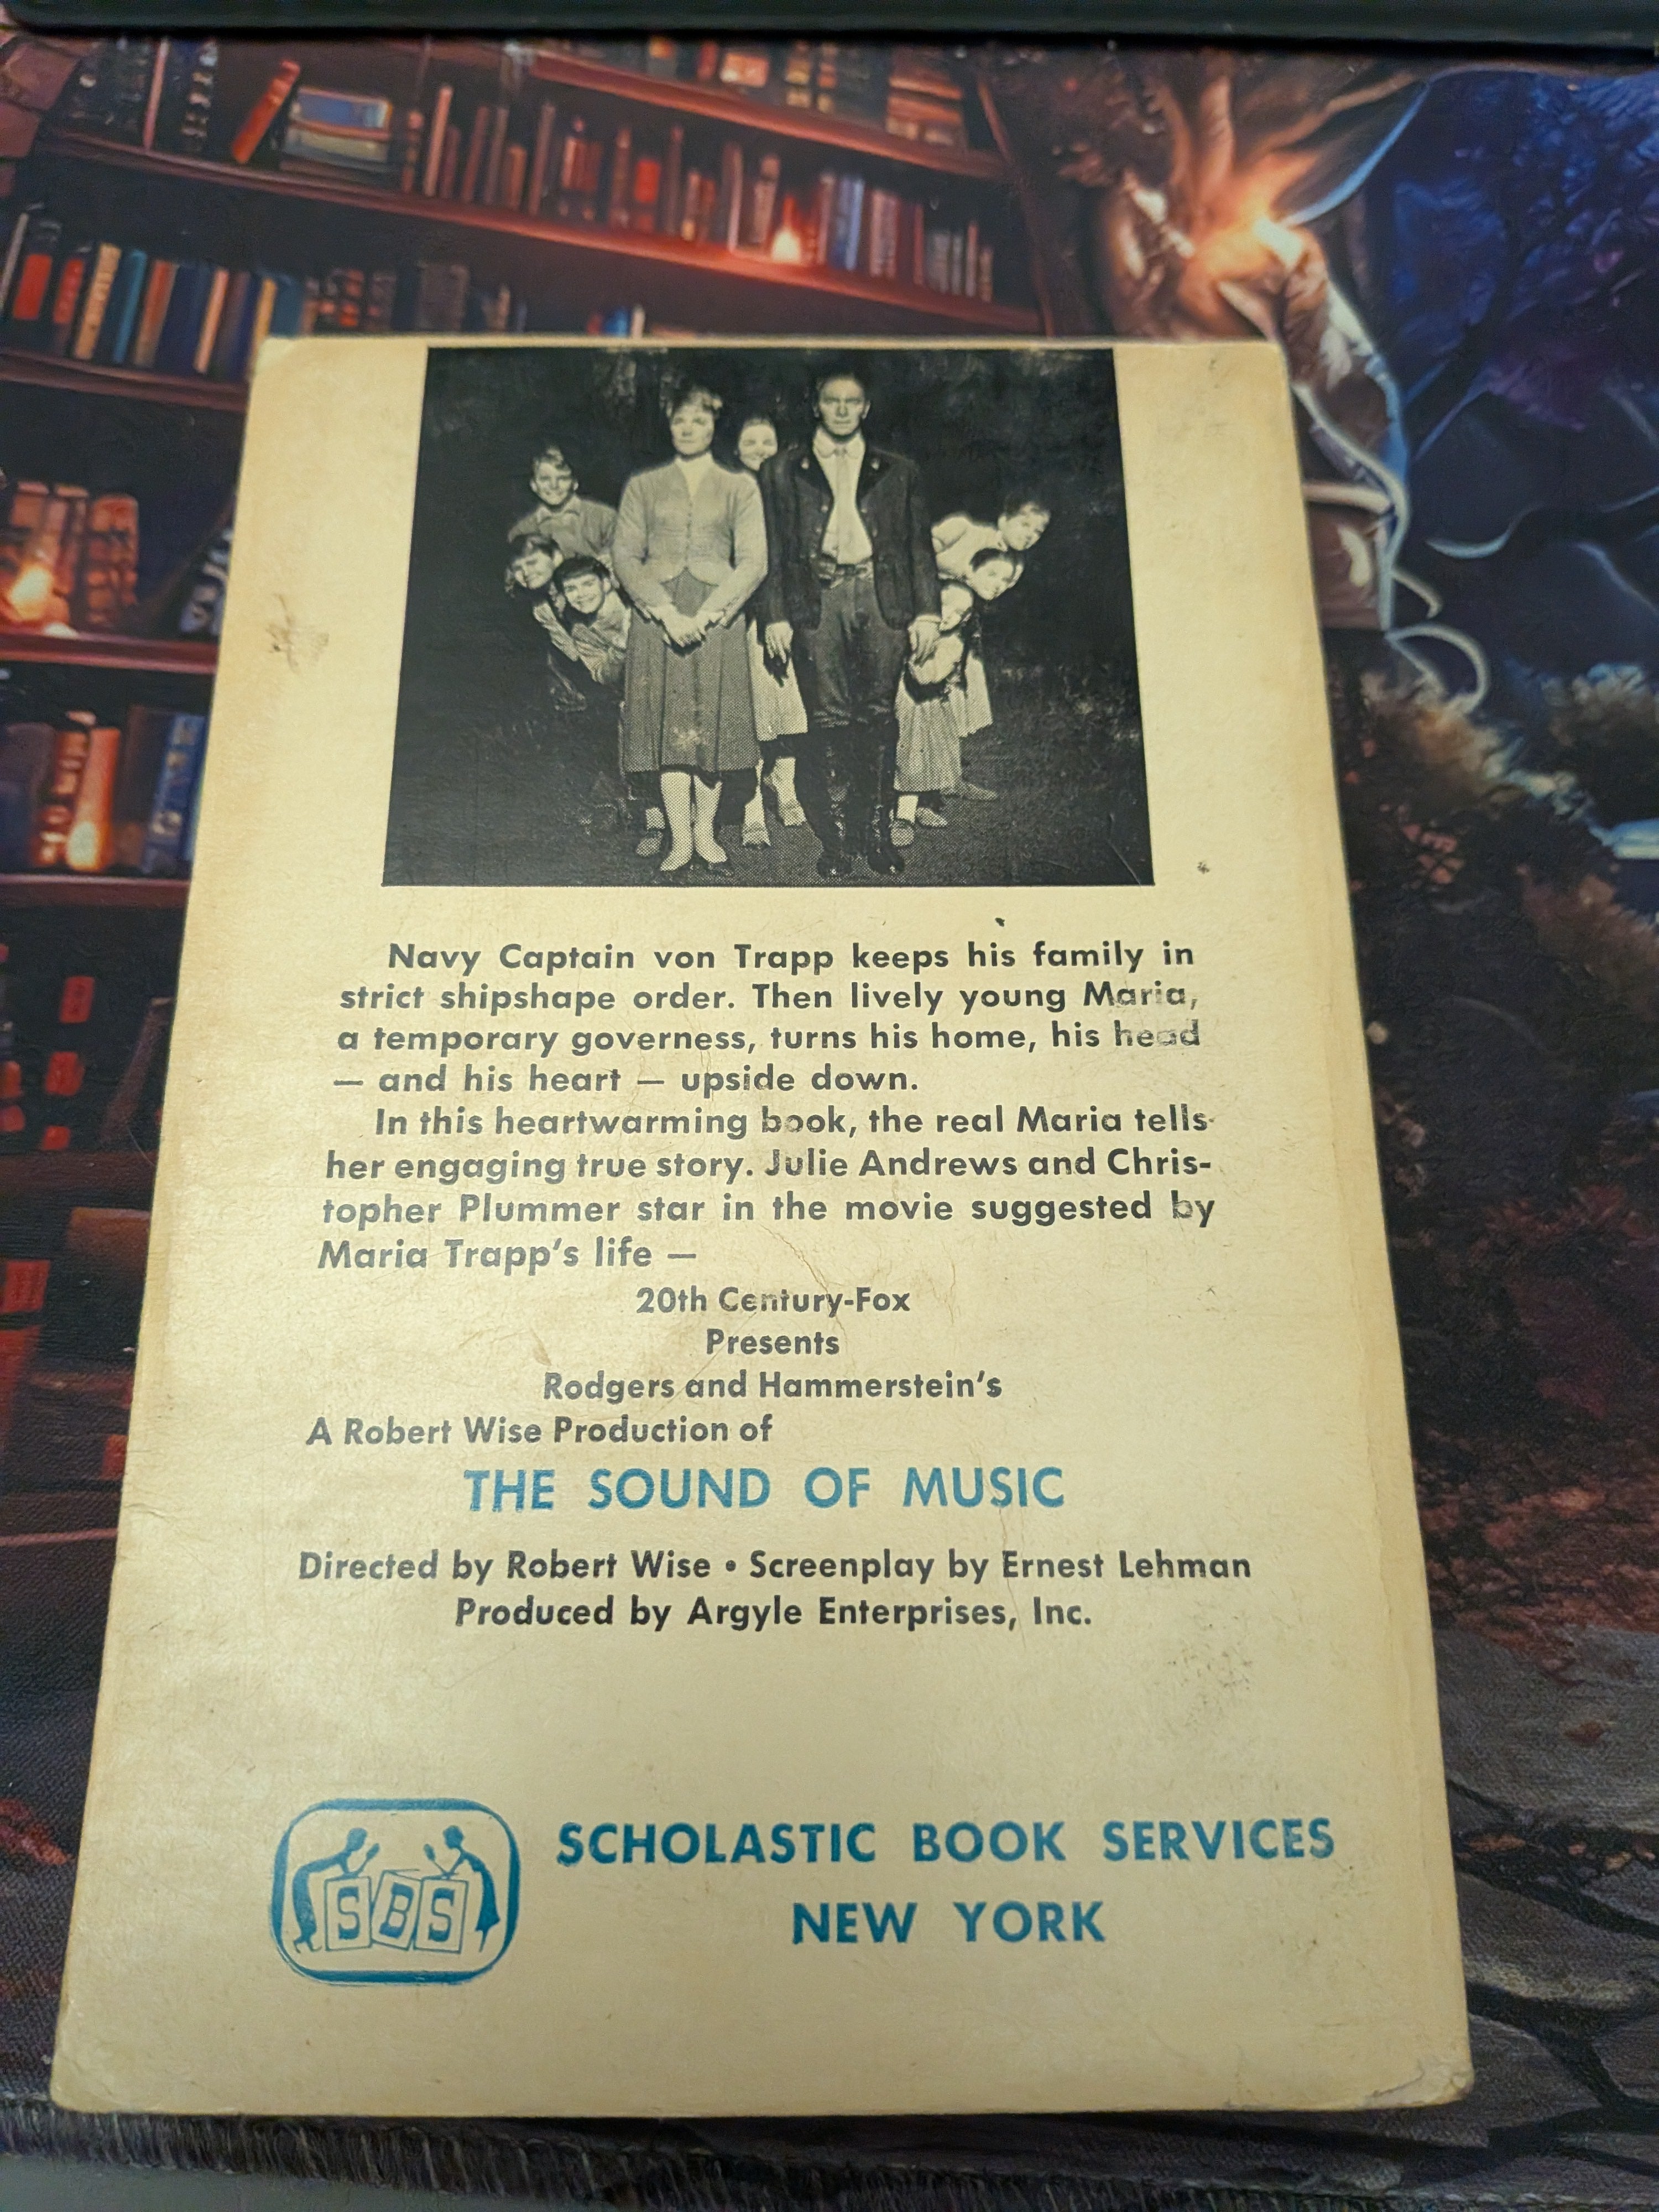 Navy Captain von Trapp keeps his family in
strict shipshape order. Then lively young Maria,
a temporary governess, turns his home, his head
— and his heart — upside down.
In this heartwarming book, the real Maria tells
her engaging true story. Julie Andrews and Chris-
topher Plummer star in the movie suggested by
Maria Trapp's life —
20th Century-Fox
Presents
Rodgers and Hammerstein's
A Robert Wise Production of
THE SOUND OF MUSIC
Directed by Robert Wise • Screenplay by Ernest Lehman
Produced by Argyle Enterprises, Inc.
SBS
SCHOLASTIC BOOK SERVICES
NEW YORK